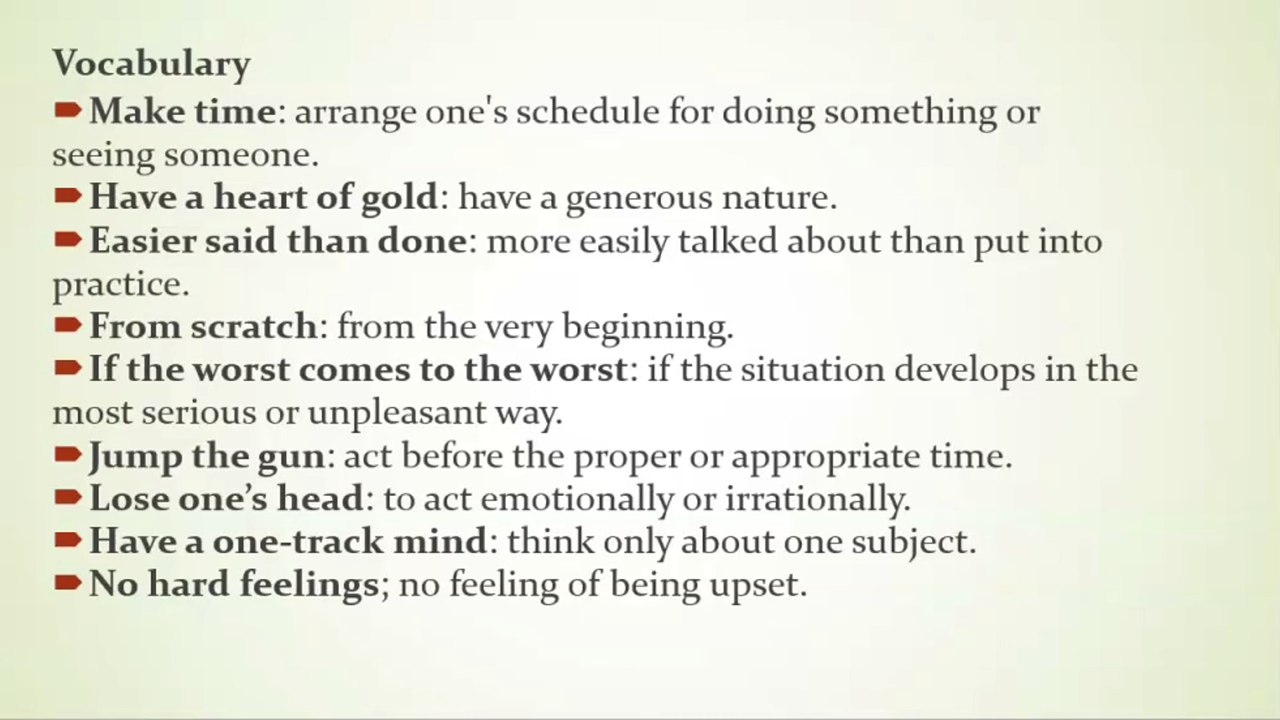 Vocabulary
Make time: arrange one's schedule for doing something or
seeing someone.
Have a heart of gold: have a generous nature.
Easier said than done: more easily talked about than put into
practice.
From scratch: from the very beginning.
If the worst comes to the worst: if the situation develops in the
most serious or unpleasant way.
Jump the gun: act before the proper or appropriate time.
Lose one’s head: to act emotionally or irrationally.
Have a one-track mind: think only about one subject.
No hard feelings; no feeling of being upset.